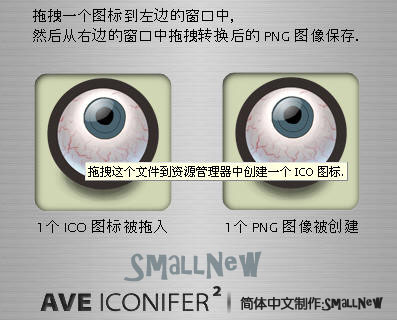 拖拽一个图标到左边的窗口中,
然后从右边的窗口中拖拽转换后的 PNG 图像保存.
拖拽这个文件到资源管理器中创建一个 ICO 图标.
1个 ICO 图标被拖入
1个 PNG 图像被创建
SmallNew
AVE ICONIFER² | 简体中文制作:SmallNew